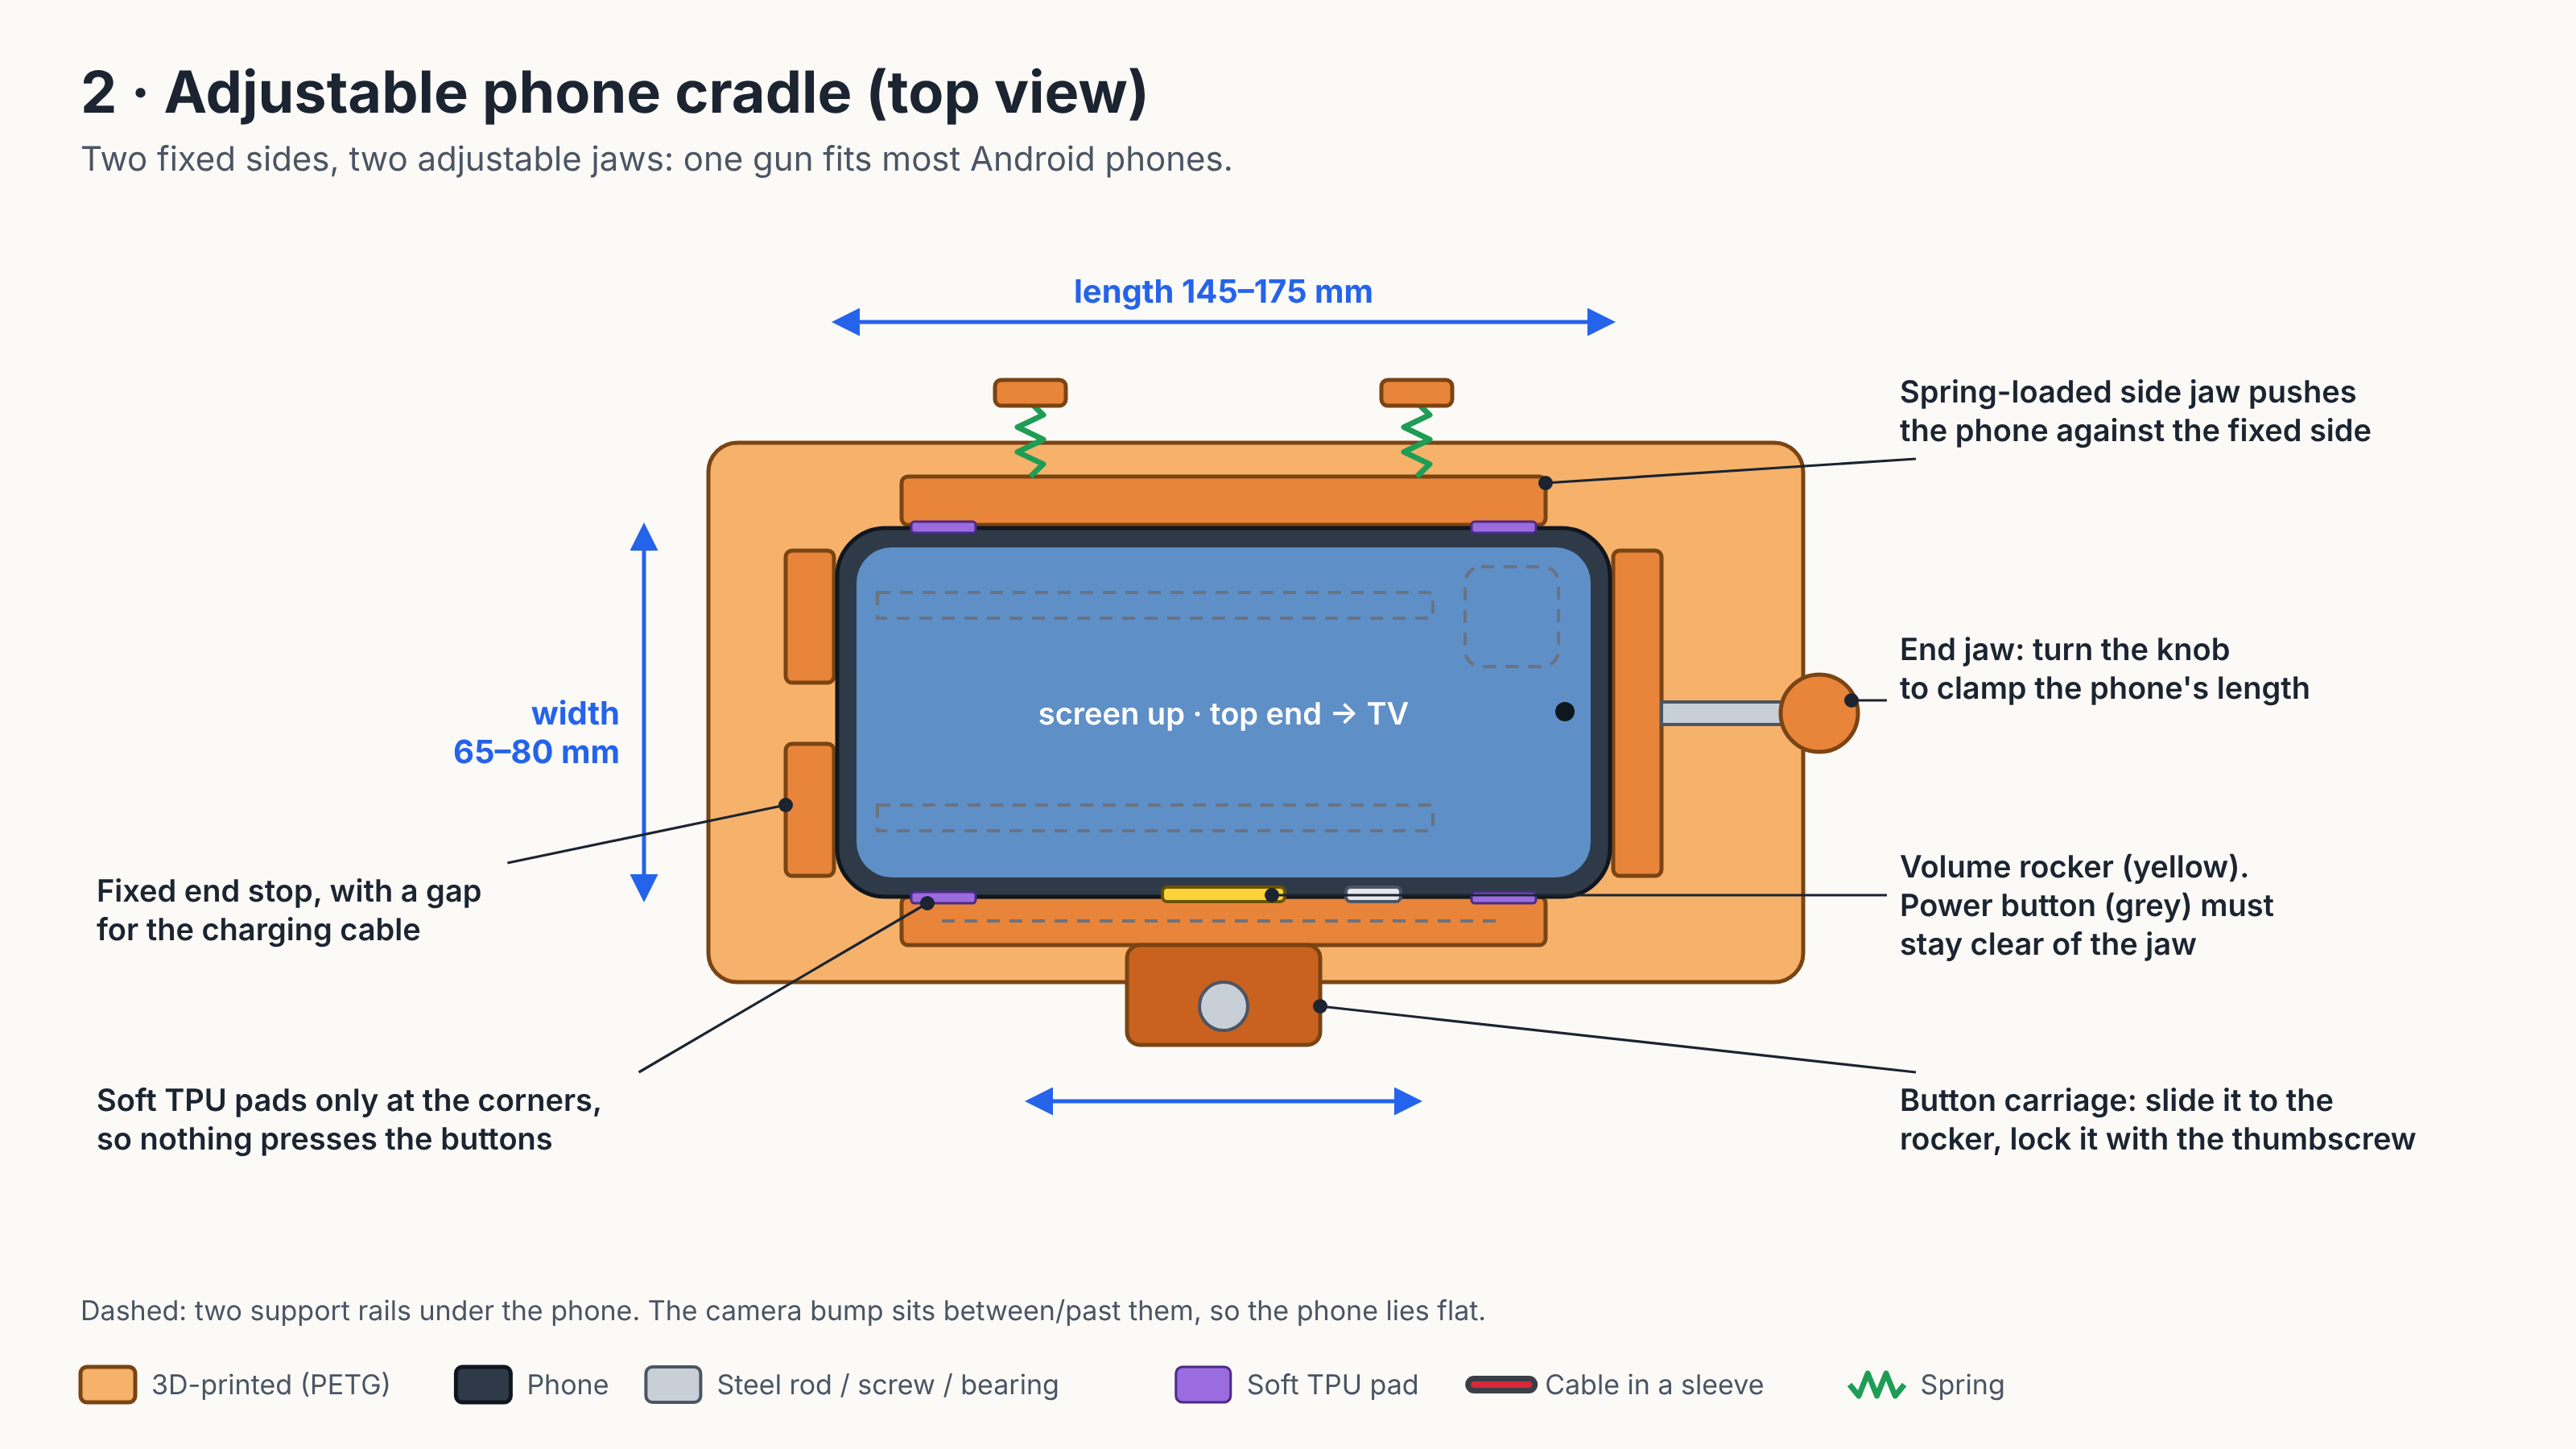 2 · Adjustable phone cradle (top view)
Two fixed sides, two adjustable jaws: one gun fits most Android phones.
length 145–175 mm
Spring-loaded side jaw pushes
the phone against the fixed side
End jaw: turn the knob
to clamp the phone's length
screen up · top end → TV
width
65–80 mm
Volume rocker (yellow).
Power button (grey) must
stay clear of the jaw
Fixed end stop, with a gap
for the charging cable
Soft TPU pads only at the corners,
so nothing presses the buttons
Button carriage: slide it to the
rocker, lock it with the thumbscrew
Dashed: two support rails under the phone. The camera bump sits between/past them, so the phone lies flat.
3D-printed (PETG)
Phone
Steel rod / screw / bearing
Soft TPU pad
Cable in a sleeve
Spring